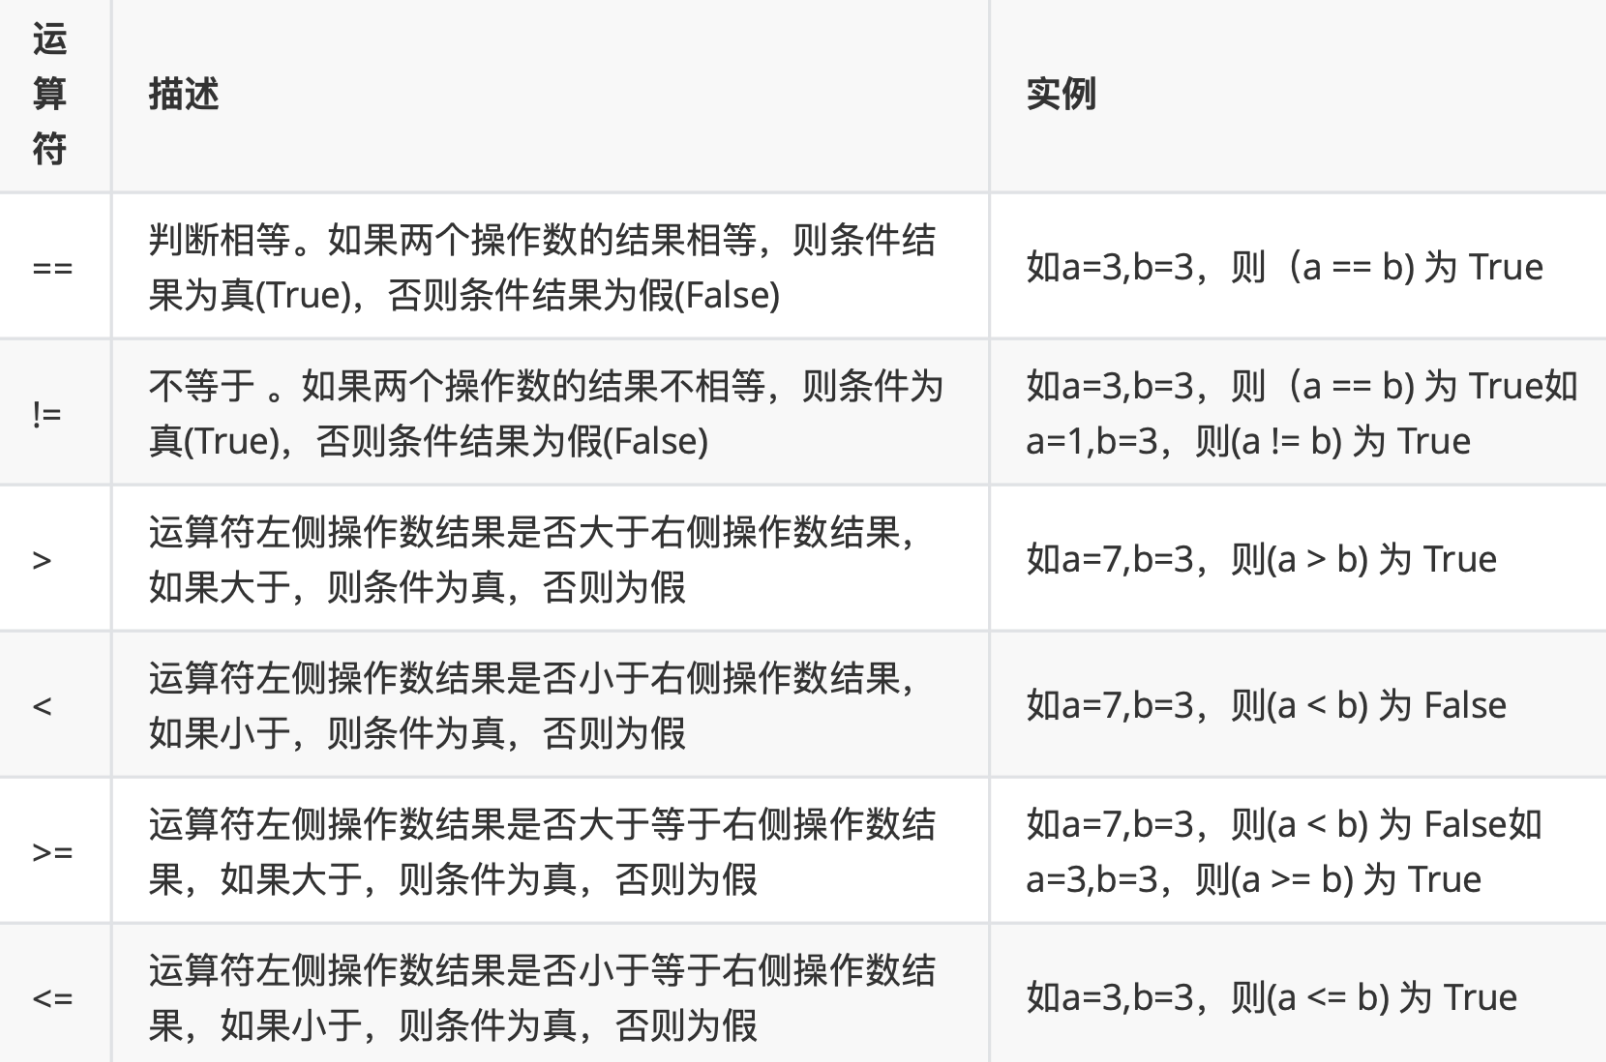 运
算
符
描述
实例
==
判断相等。如果两个操作数的结果相等，则条件结
果为真(True)，否则条件结果为假(False)
如a=3,b=3，则（a == b) 为 True
!=
不等于 。如果两个操作数的结果不相等，则条件为
真(True)，否则条件结果为假(False)
如a=3,b=3，则（a == b) 为 True如
a=1,b=3，则(a != b) 为 True
>
运算符左侧操作数结果是否大于右侧操作数结果，
如果大于，则条件为真，否则为假
如a=7,b=3，则(a > b) 为 True
<
运算符左侧操作数结果是否小于右侧操作数结果，
如果小于，则条件为真，否则为假
如a=7,b=3，则(a < b) 为 False
>=
运算符左侧操作数结果是否大于等于右侧操作数结
果，如果大于，则条件为真，否则为假
如a=7,b=3，则(a < b) 为 False如
a=3,b=3，则(a >= b) 为 True
<=
运算符左侧操作数结果是否小于等于右侧操作数结
果，如果小于，则条件为真，否则为假
如a=3,b=3，则(a <= b) 为 True